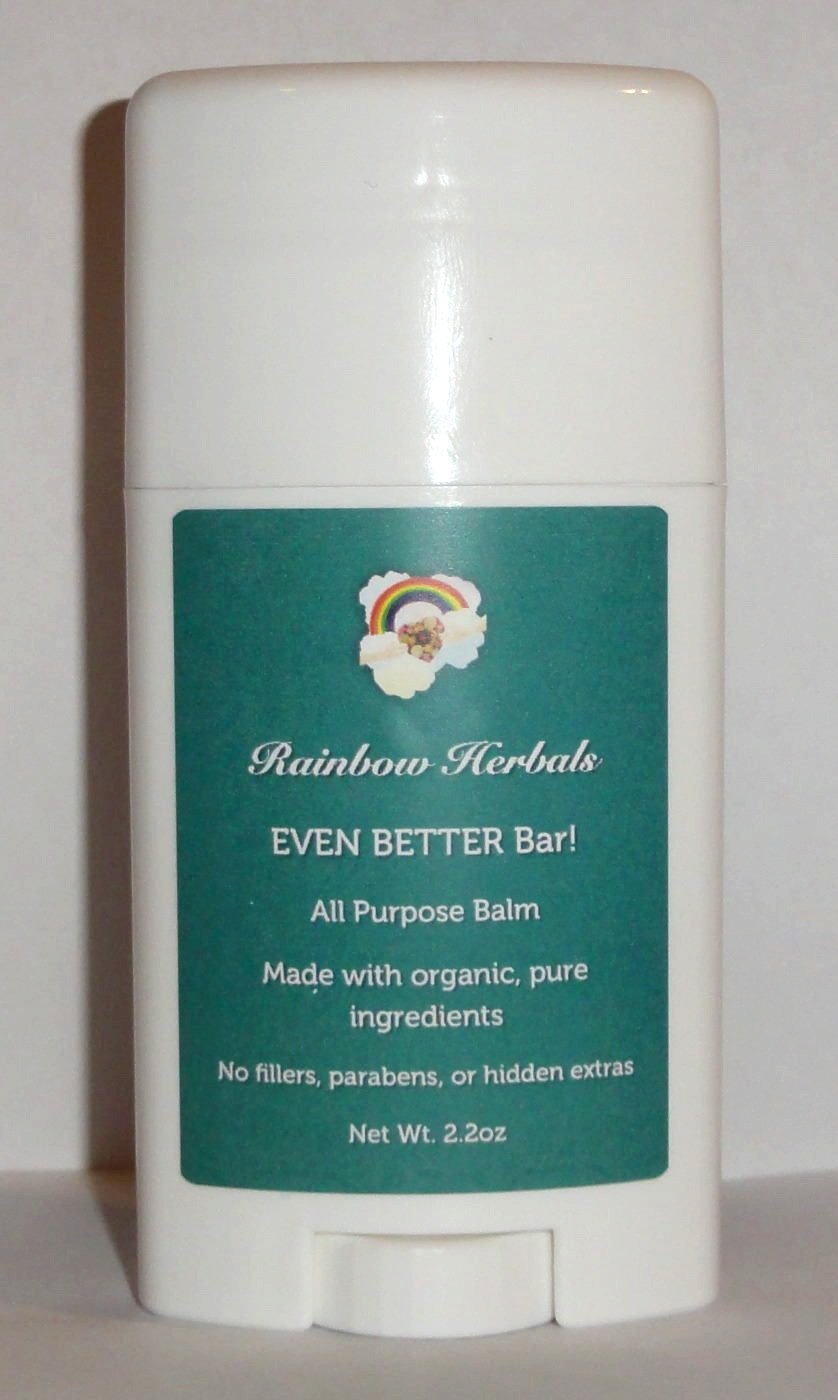 Rainbow Herbals
EVEN BETTER Bar!
All Purpose Balm
Made with organic, pure
ingredients
No fillers, parabens, or hidden extras
Net Wt. 2.2oz